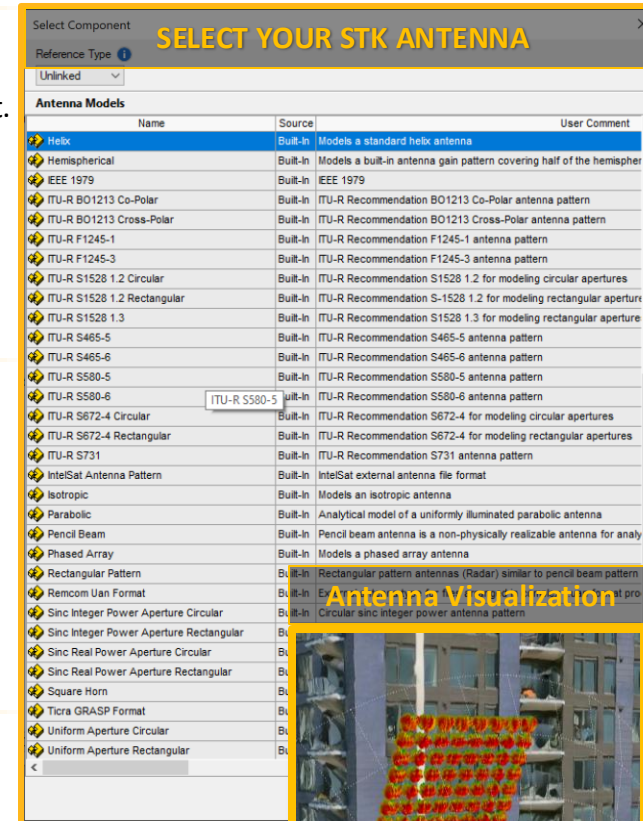 Select Component
SELECT YOUR STK ANTENNA
Reference Type
Unlinked
t.
Antenna Models
Name Source User Comment
Helix Built-In Models a standard helix antenna
Hemispherical Built-In Models a built-in antenna gain pattern covering half of the hemispher
IEEE 1979 Built-In IEEE 1979
ITU-R BO1213 Co-Polar Built-In ITU-R Recommendation BO1213 Co-Polar antenna pattern
ITU-R BO1213 Cross-Polar Built-In ITU-R Recommendation BO1213 Cross-Polar antenna pattern
ITU-R F1245-1 Built-In ITU-R Recommendation F1245-1 antenna pattern
ITU-R F1245-3 Built-In ITU-R Recommendation F1245-3 antenna pattern
ITU-R S1528 1.2 Circular Built-In ITU-R Recommendation S1528 1.2 for modeling circular apertures
ITU-R S1528 1.2 Rectangular Built-In ITU-R Recommendation S-1528 1.2 for modeling rectangular aperture
ITU-R S1528 1.3 Built-In ITU-R Recommendation S1528 1.3 for modeling rectangular aperture
ITU-R S465-5 Built-In ITU-R Recommendation S465-5 antenna pattern
ITU-R S465-6 Built-In ITU-R Recommendation S465-6 antenna pattern
ITU-R S580-5 Built-In ITU-R Recommendation S580-5 antenna pattern
ITU-R S580-6 ITU-R S580-5 uilt-In ITU-R Recommendation S580-6 antenna pattern
ITU-R S672-4 Circular Built-In ITU-R Recommendation S672-4 for modeling circular apertures
ITU-R S672-4 Rectangular Built-In ITU-R Recommendation S672-4 for modeling rectangular apertures
ITU-R S731 Built-In ITU-R Recommendation S731 antenna pattern
IntelSat Antenna Pattern Built-In IntelSat external antenna file format
Isotropic Built-In Models an isotropic antenna
Parabolic Built-In Analytical model of a uniformly illuminated parabolic antenna
Pencil Beam Built-In Pencil beam antenna is a non-physically realizable antenna for analy
Phased Array Built-In Models a phased array antenna
Rectangular Pattern Built-In Rectangular pattern antennas (Radar) similar to pencil beam pattern
Remcom Uan Format Built-In
Antenna Visualization
Sinc Integer Power Aperture Circular Built-In Circular sinc integer power antenna pattern
Sinc Integer Power Aperture Rectangular Bu
Sinc Real Power Aperture Circular Bu
Sinc Real Power Aperture Rectangular Bu
Square Horn Bu
Ticra GRASP Format Bu
Uniform Aperture Circular Bu
Uniform Aperture Rectangular Bu